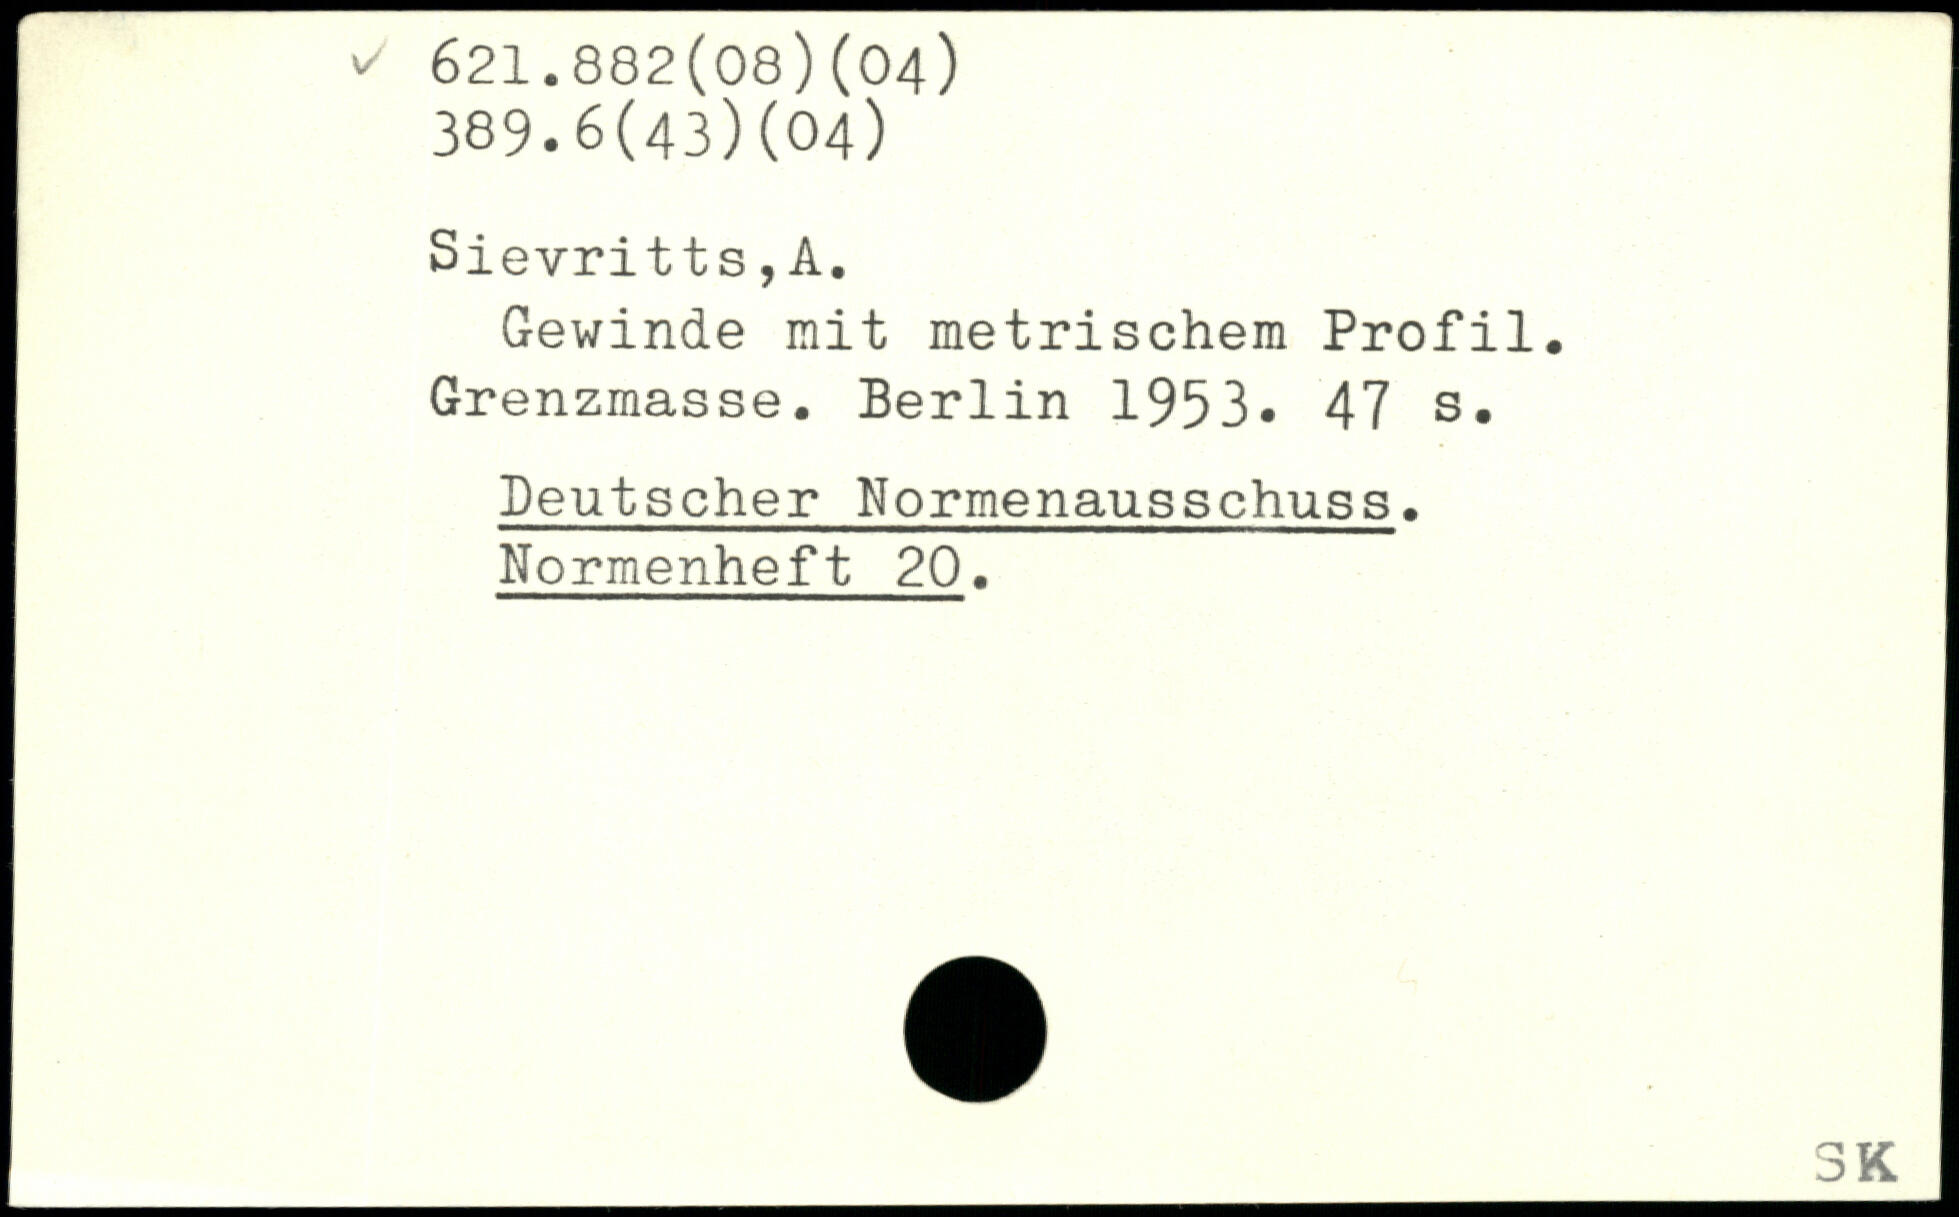 ✓ 621.882(08)(04)
389.6(43)(04)
Sievritts,A.
Gewinde mit metrischem Profil.
Grenzmasse. Berlin 1953. 47 s.
Deutscher Normenausschuss.
Normenheft 20.
SK